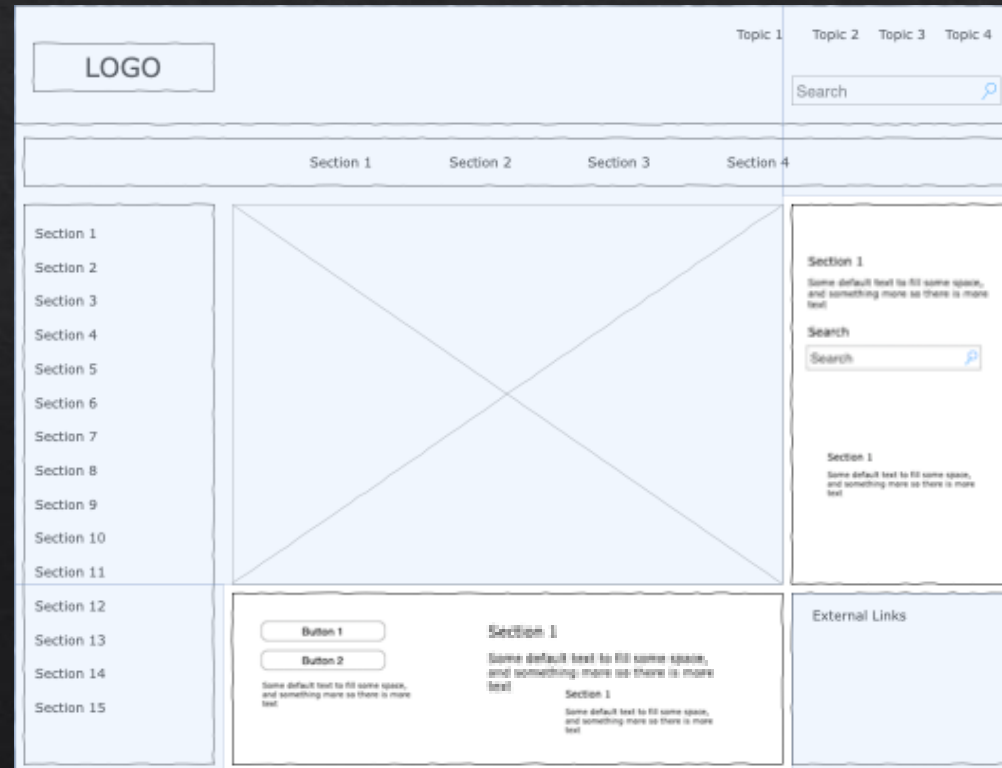 Topic 1 Topic 2 Topic 3 Topic 4
LOGO
Search
Section 1 Section 2 Section 3 Section 4
Section 1
Section 2
Section 3
Section 4
Section 5
Section 6
Section 7
Section 8
Section 9
Section 10
Section 11
Section 12
Section 13
Section 14
Section 15
Section 1
Some default text to fill some space,
and something more so there is more
text
Search
Search
Section 1
Some default text to fill some space,
and something more so there is more
text
Button 1
Button 2
Some default text to fill some space,
and something more so there is more
text
Section 1
Some default text to fill some space,
and something more so there is more
text
Section 1
Some default text to fill some space,
and something more so there is more
text
External Links